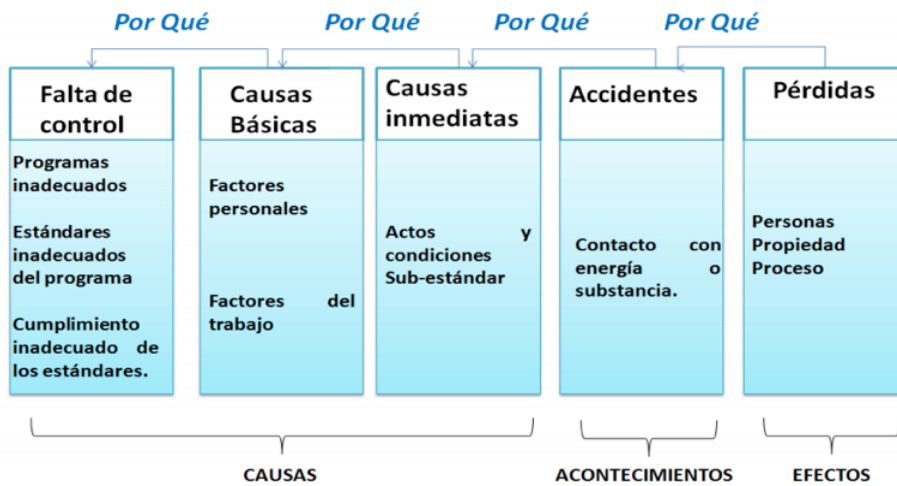 Por Qué
Por Qué
Por Qué
Por Qué
Falta de
control
Programas
inadecuados
Estándares
inadecuados
del programa
Cumplimiento
inadecuado de
los estándares.
Causas
Básicas
Factores
personales
Factores del
trabajo
Causas
inmediatas
Actos y
condiciones
Sub-estándar
Accidentes
Contacto con
energía o
substancia.
Pérdidas
Personas
Propiedad
Proceso
CAUSAS
ACONTECIMIENTOS
EFECTOS